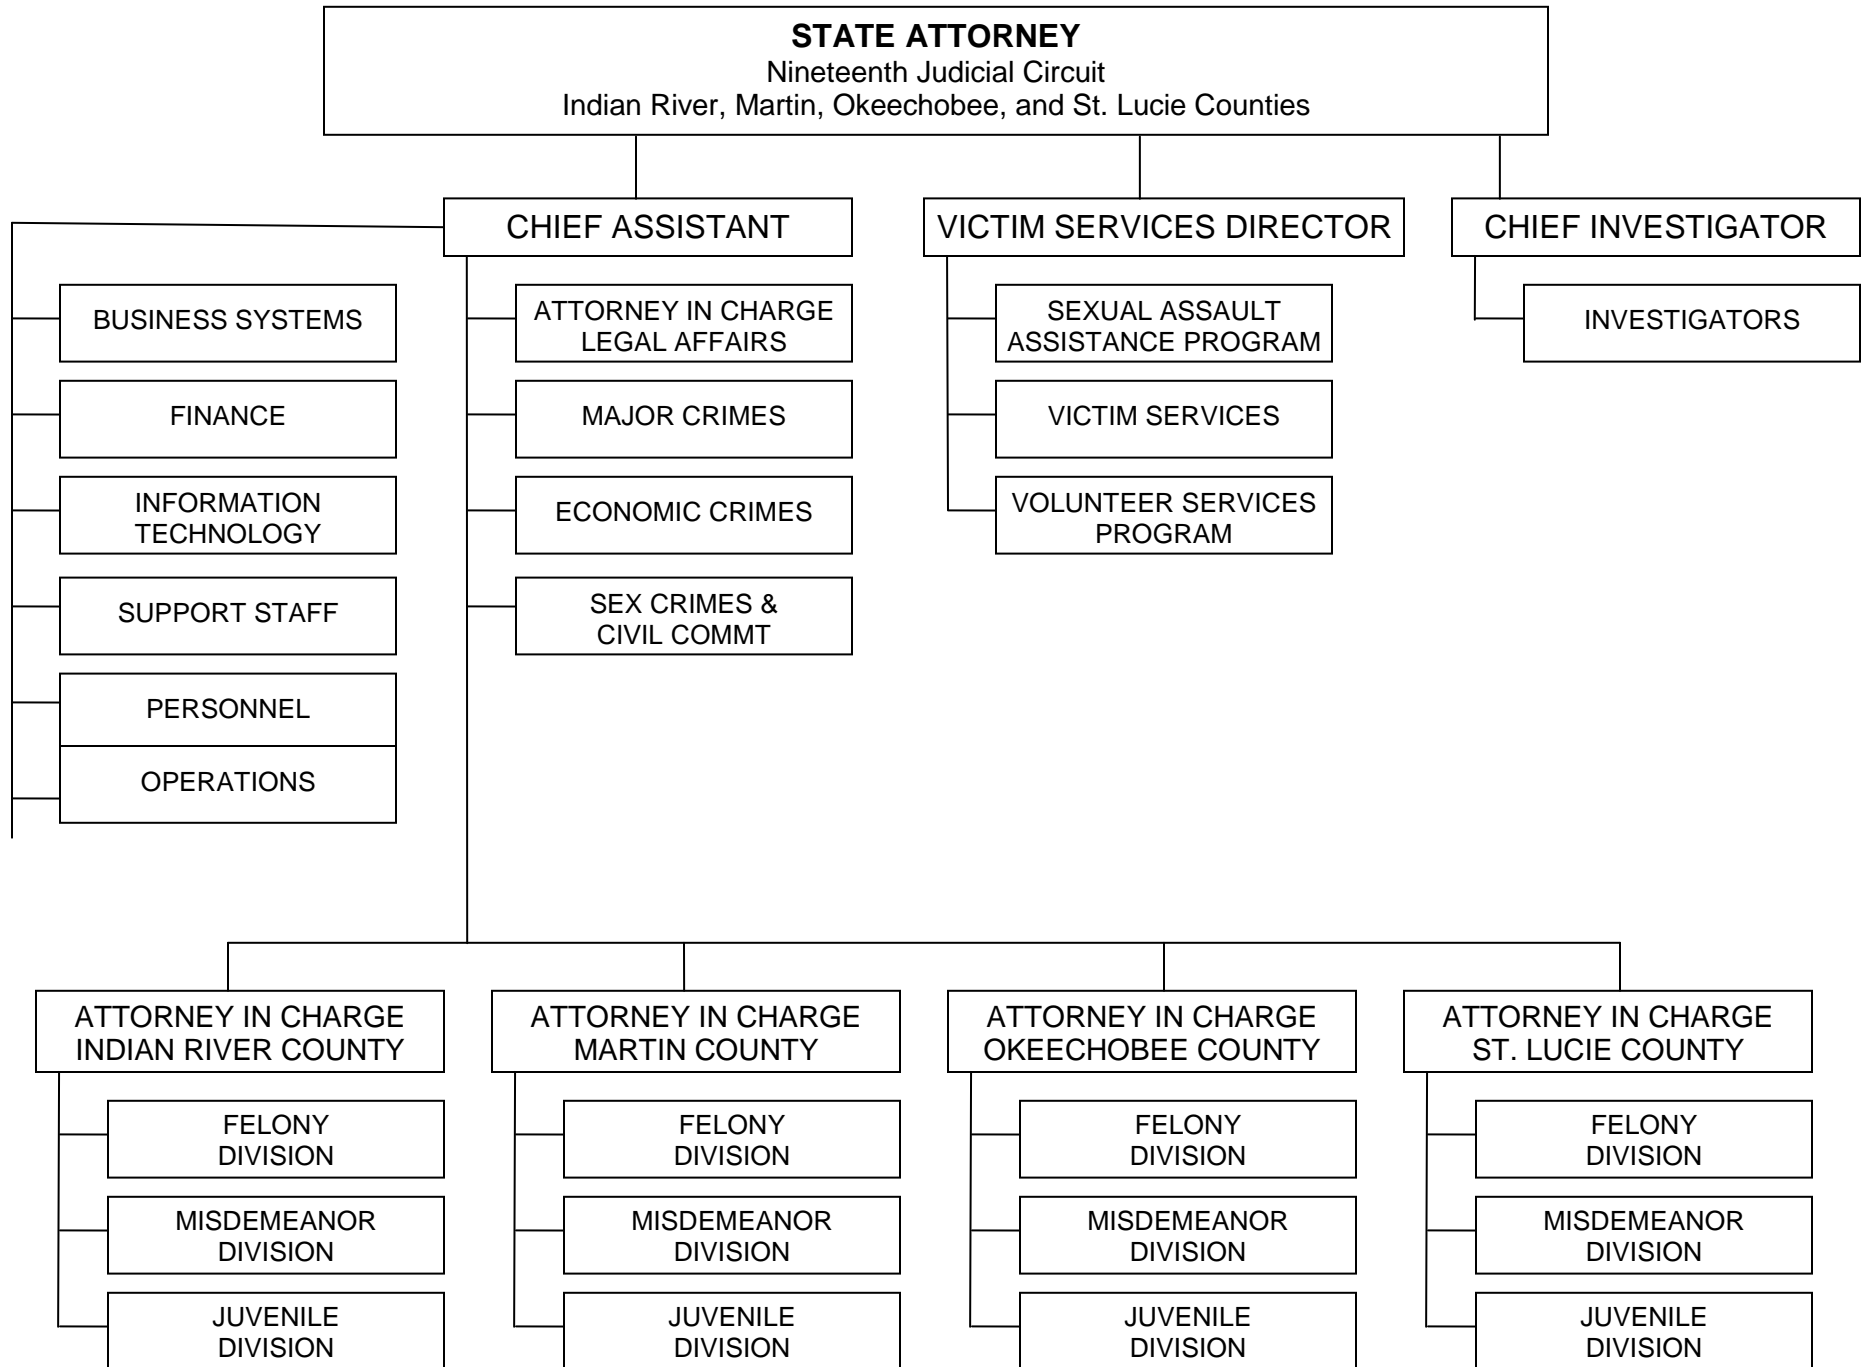 STATE ATTORNEY
Nineteenth Judicial Circuit
Indian River, Martin, Okeechobee, and St. Lucie Counties
CHIEF ASSISTANT
VICTIM SERVICES DIRECTOR
CHIEF INVESTIGATOR
BUSINESS SYSTEMS
FINANCE
INFORMATION
TECHNOLOGY
SUPPORT STAFF
PERSONNEL
OPERATIONS
ATTORNEY IN CHARGE
LEGAL AFFAIRS
MAJOR CRIMES
ECONOMIC CRIMES
SEX CRIMES &
CIVIL COMMT
SEXUAL ASSAULT
ASSISTANCE PROGRAM
VICTIM SERVICES
VOLUNTEER SERVICES
PROGRAM
INVESTIGATORS
ATTORNEY IN CHARGE
INDIAN RIVER COUNTY
FELONY
DIVISION
MISDEMEANOR
DIVISION
JUVENILE
DIVISION
ATTORNEY IN CHARGE
MARTIN COUNTY
FELONY
DIVISION
MISDEMEANOR
DIVISION
JUVENILE
DIVISION
ATTORNEY IN CHARGE
OKEECHOBEE COUNTY
FELONY
DIVISION
MISDEMEANOR
DIVISION
JUVENILE
DIVISION
ATTORNEY IN CHARGE
ST. LUCIE COUNTY
FELONY
DIVISION
MISDEMEANOR
DIVISION
JUVENILE
DIVISION